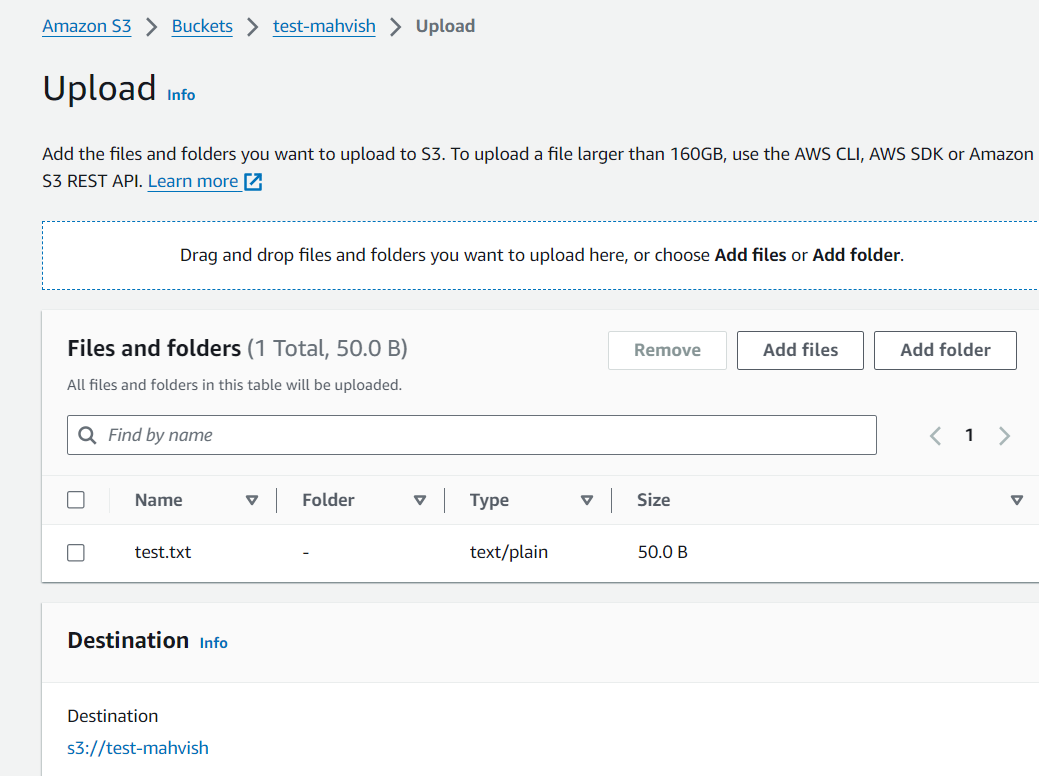 Amazon S3 > Buckets > test-mahvish > Upload
Upload Info
Add the files and folders you want to upload to S3. To upload a file larger than 160GB, use the AWS CLI, AWS SDK or Amazon
S3 REST API. Learn more
Drag and drop files and folders you want to upload here, or choose Add files or Add folder.
Files and folders (1 Total, 50.0 B)
Remove Add files Add folder
All files and folders in this table will be uploaded.
Find by name
1
Name Folder Type Size
test.txt - text/plain 50.0 B
Destination Info
Destination
s3://test-mahvish